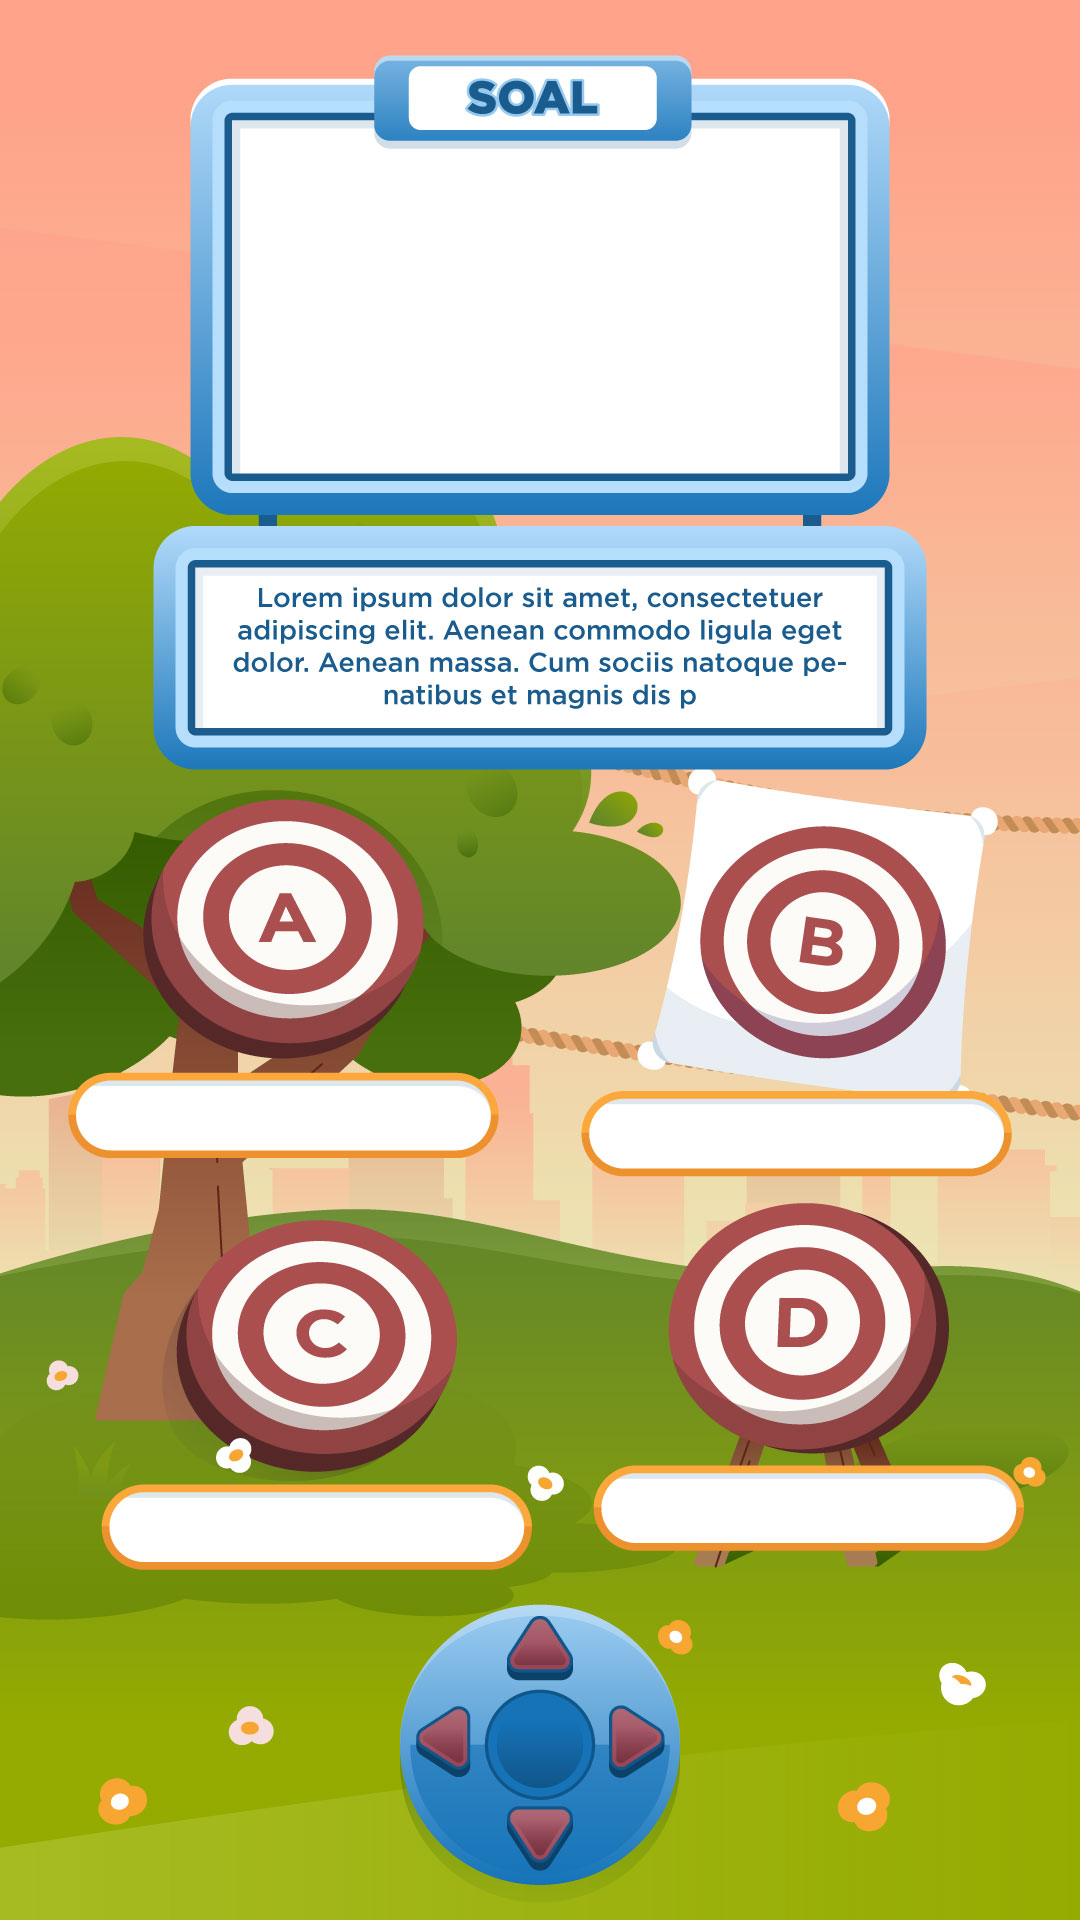 SOAL
Lorem ipsum dolor sit amet, consectetuer
adipiscing elit. Aenean commodo ligula eget
dolor. Aenean massa. Cum sociis natoque pe-
natibus et magnis dis p
A
B
C
D